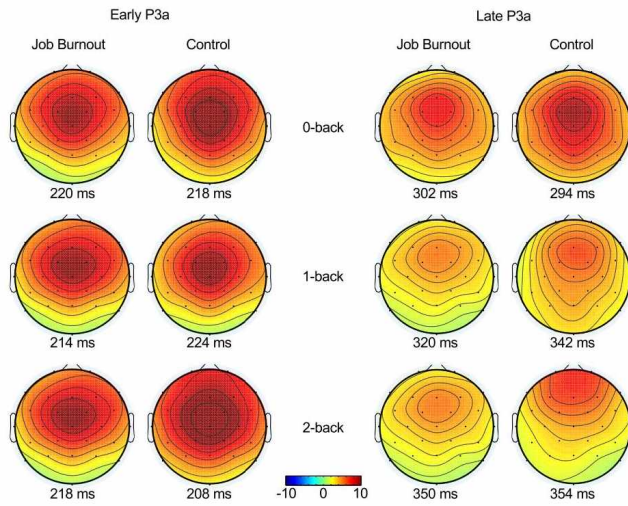 Early P3a Late P3a
Job Burnout Control Job Burnout Control
0-back
220 ms 218 ms 302 ms 294 ms
1-back
214 ms 224 ms 320 ms 342 ms
2-back
218 ms 208 ms 350 ms 354 ms
-10 0 10